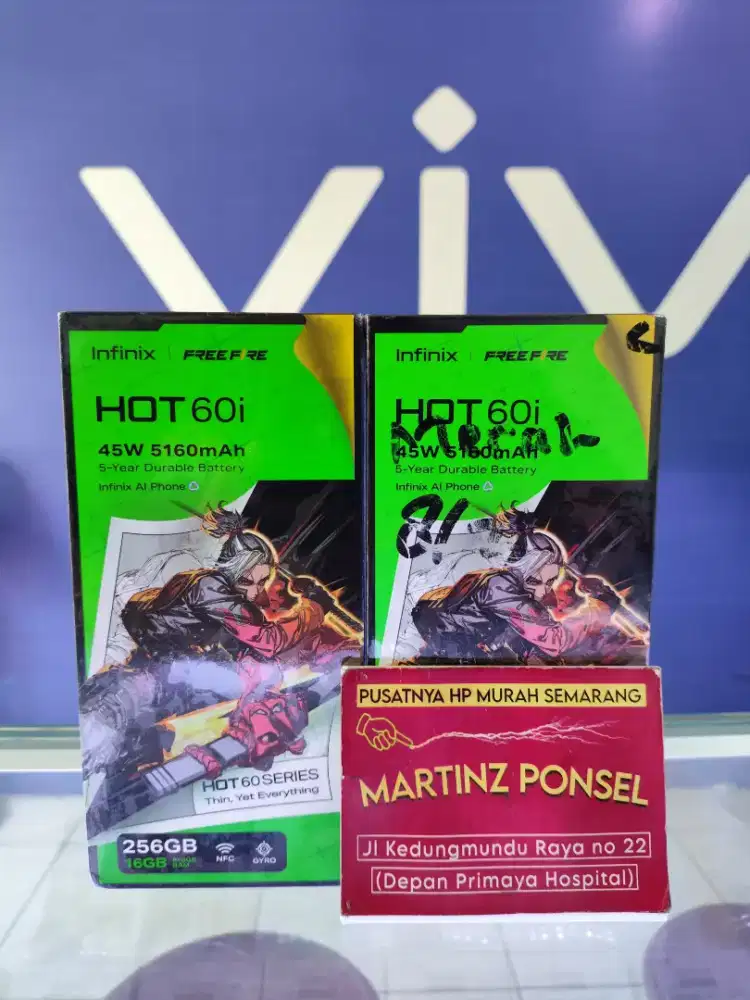 viv
Infinix | FREE FIRE
HOT 60i
45W 5160mAh
5-Year Durable Battery
Infinix AI Phone
HOT 60 SERIES
Thin, Yet Everything
256GB
16GB
RAM
NFC
GYRO
Infinix | FREE FIRE
HOT 60i
45W 5160mAh
5-Year Durable Battery
Infinix AI Phone
PUSATNYA HP MURAH SEMARANG
MARTINZ PONSEL
Jl Kedungmundu Raya no 22
(Depan Primaya Hospital)